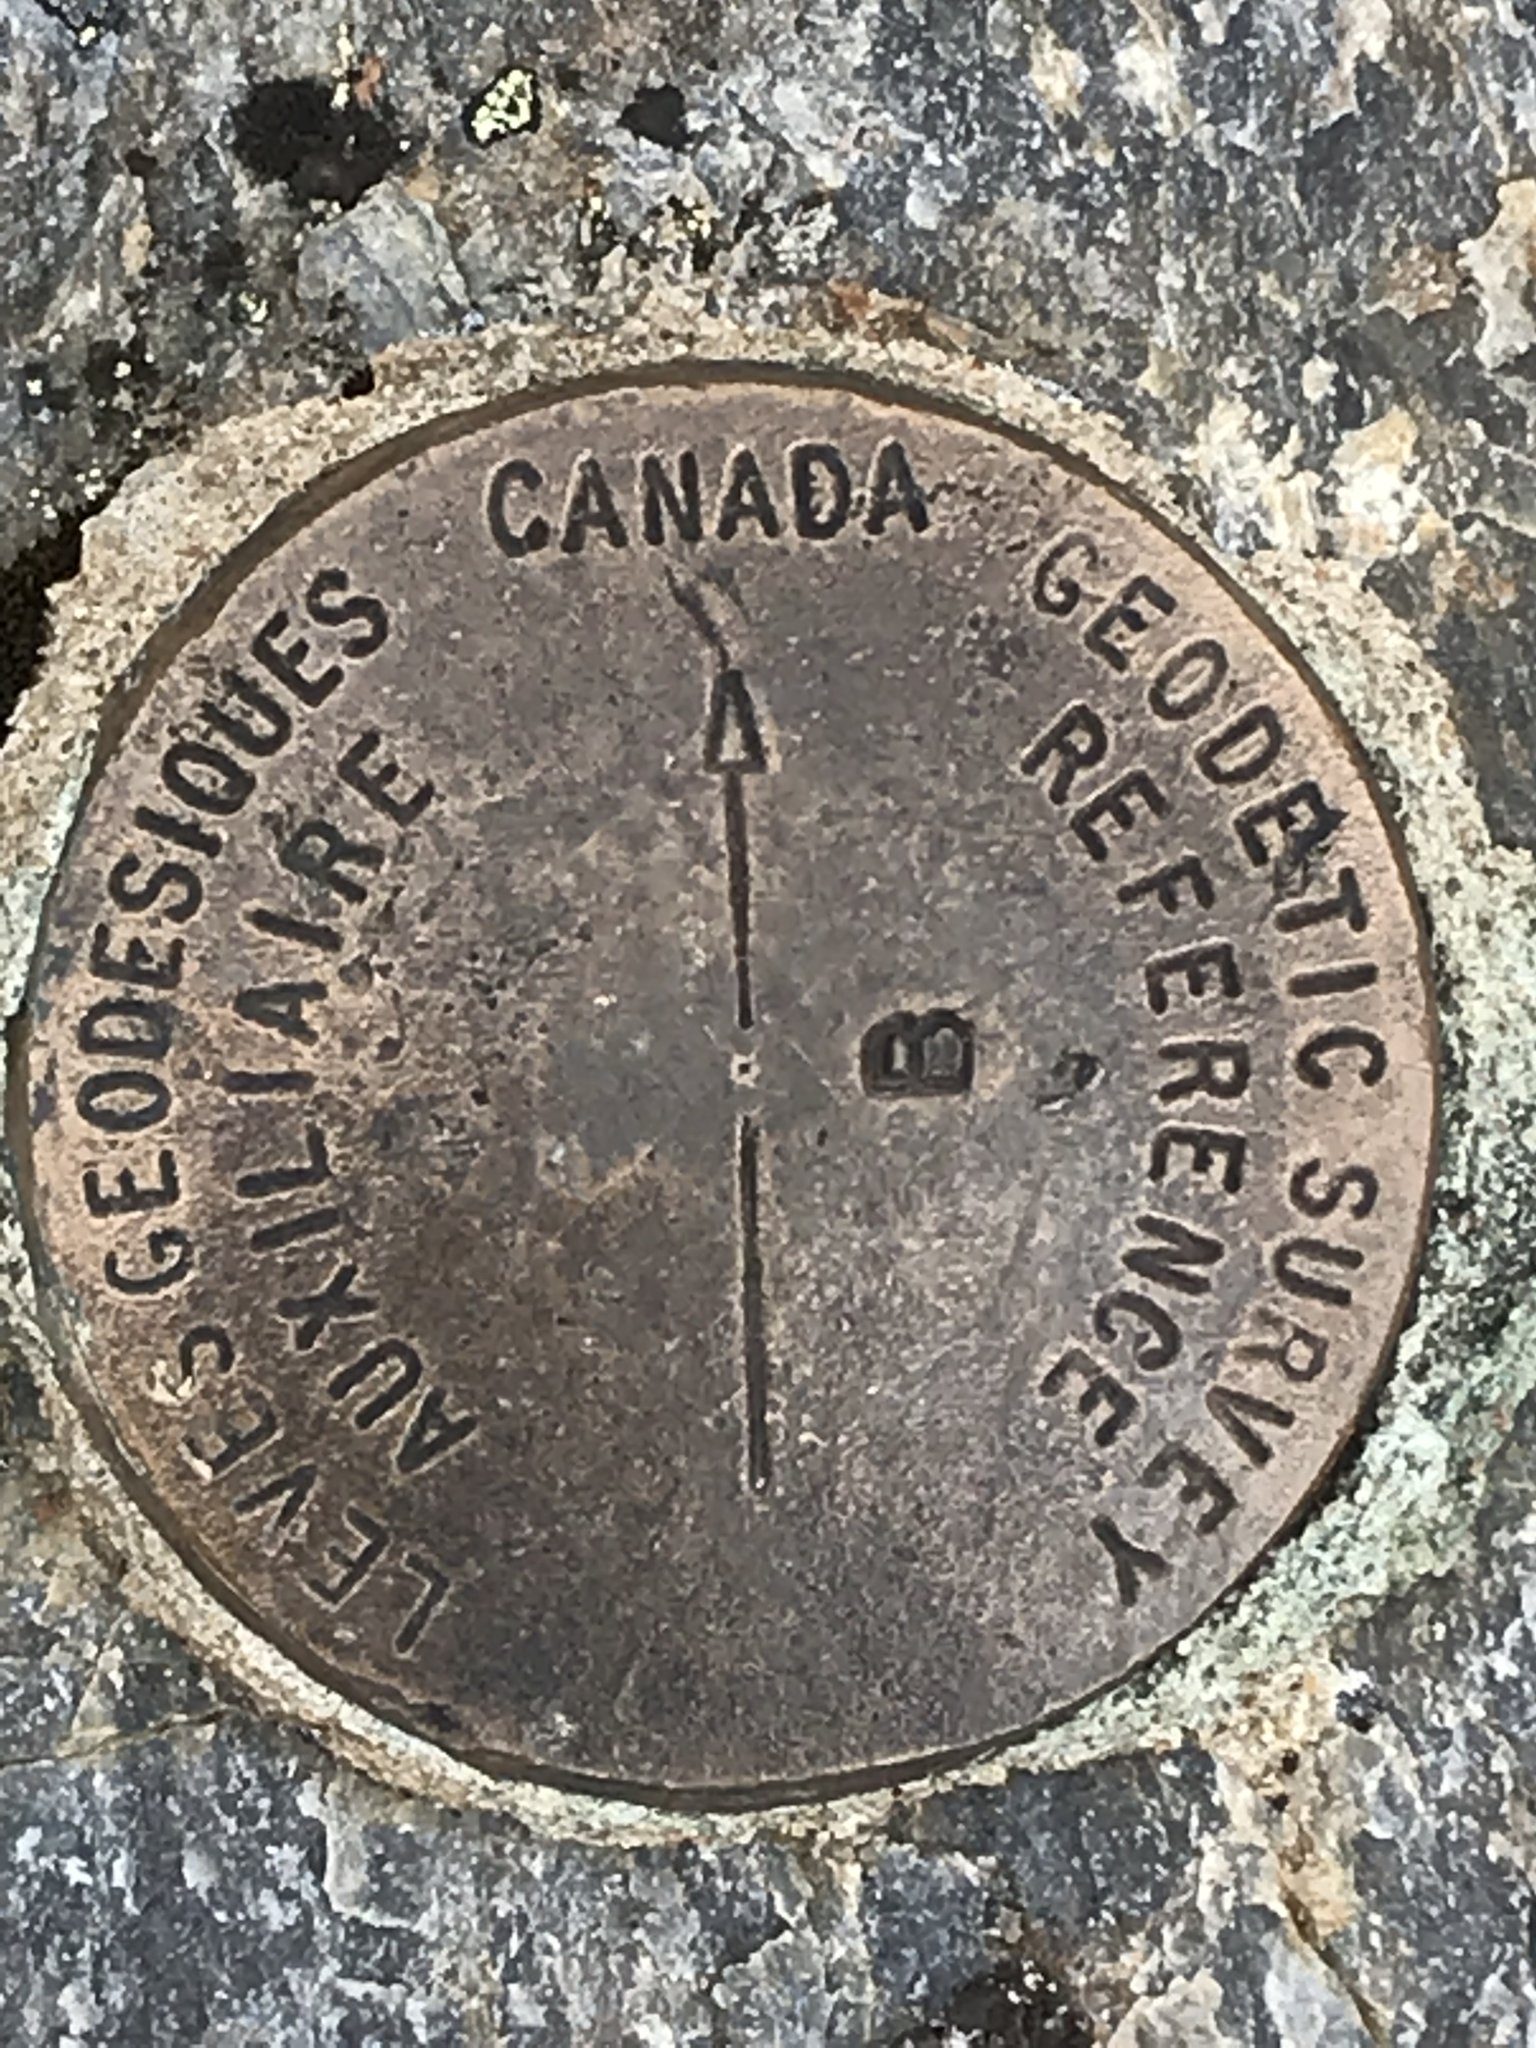 CANADA
GEODETIC SURVEY
REFERENCE
LEVES GEODESIQUES
AUXILIAIRE
B